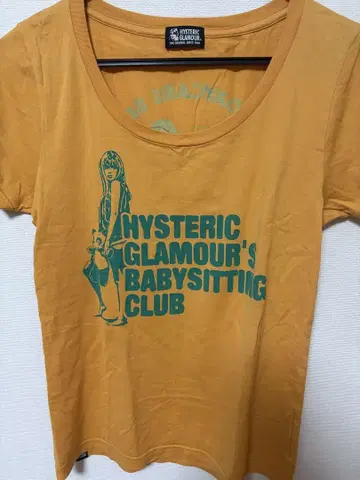 HYSTERIC
GLAMOUR.
HYSTERIC
GLAMOUR'S
BABYSITTING
CLUB